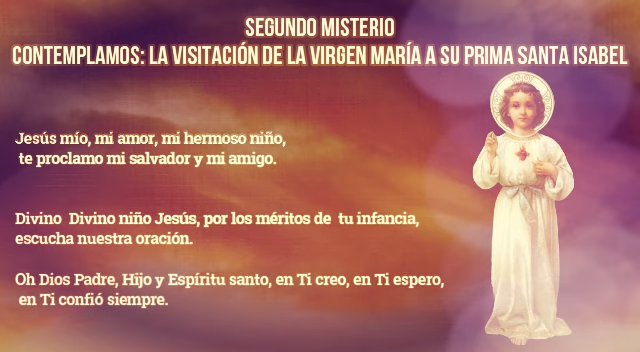 SEGUNDO MISTERIO
CONTEMPLAMOS: LA VISITACIÓN DE LA VIRGEN MARÍA A SU PRIMA SANTA ISABEL
Jesús mío, mi amor, mi hermoso niño,
te proclamo mi salvador y mi amigo.
Divino Divino niño Jesús, por los méritos de tu infancia,
escucha nuestra oración.
Oh Dios Padre, Hijo y Espíritu santo, en Ti creo, en Ti espero,
en Ti confió siempre.